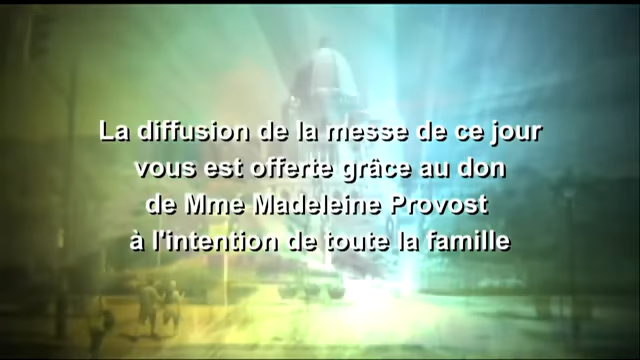 La diffusion de la messe de ce jour
vous est offerte grâce au don
de Mme Madeleine Provost
à l'intention de toute la famille